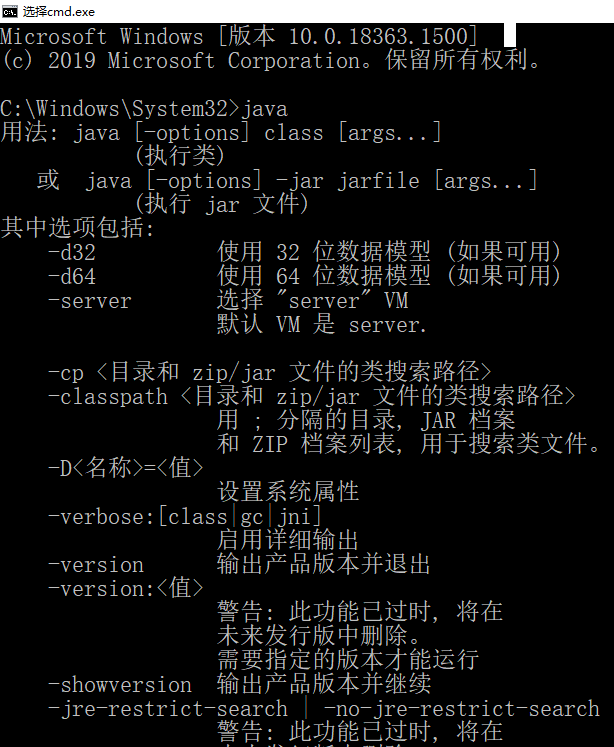 选择cmd.exe
Microsoft Windows [版本 10.0.18363.1500]
(c) 2019 Microsoft Corporation。保留所有权利。
C:\Windows\System32>java
用法: java [-options] class [args...]
(执行类)
或 java [-options] -jar jarfile [args...]
(执行 jar 文件)
其中选项包括:
-d32 使用 32 位数据模型 (如果可用)
-d64 使用 64 位数据模型 (如果可用)
-server 选择 "server" VM
默认 VM 是 server.
-cp <目录和 zip/jar 文件的类搜索路径>
-classpath <目录和 zip/jar 文件的类搜索路径>
用 ; 分隔的目录, JAR 档案
和 ZIP 档案列表, 用于搜索类文件。
-D<名称>=<值>
设置系统属性
-verbose:[class|gc|jni]
启用详细输出
-version 输出产品版本并退出
-version:<值>
警告: 此功能已过时, 将在
未来发行版中删除。
需要指定的版本才能运行
-showversion 输出产品版本并继续
-jre-restrict-search | -no-jre-restrict-search
警告: 此功能已过时, 将在